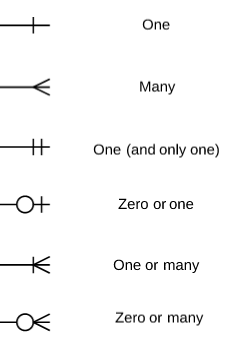 One
Many
One (and only one)
Zero or one
One or many
Zero or many